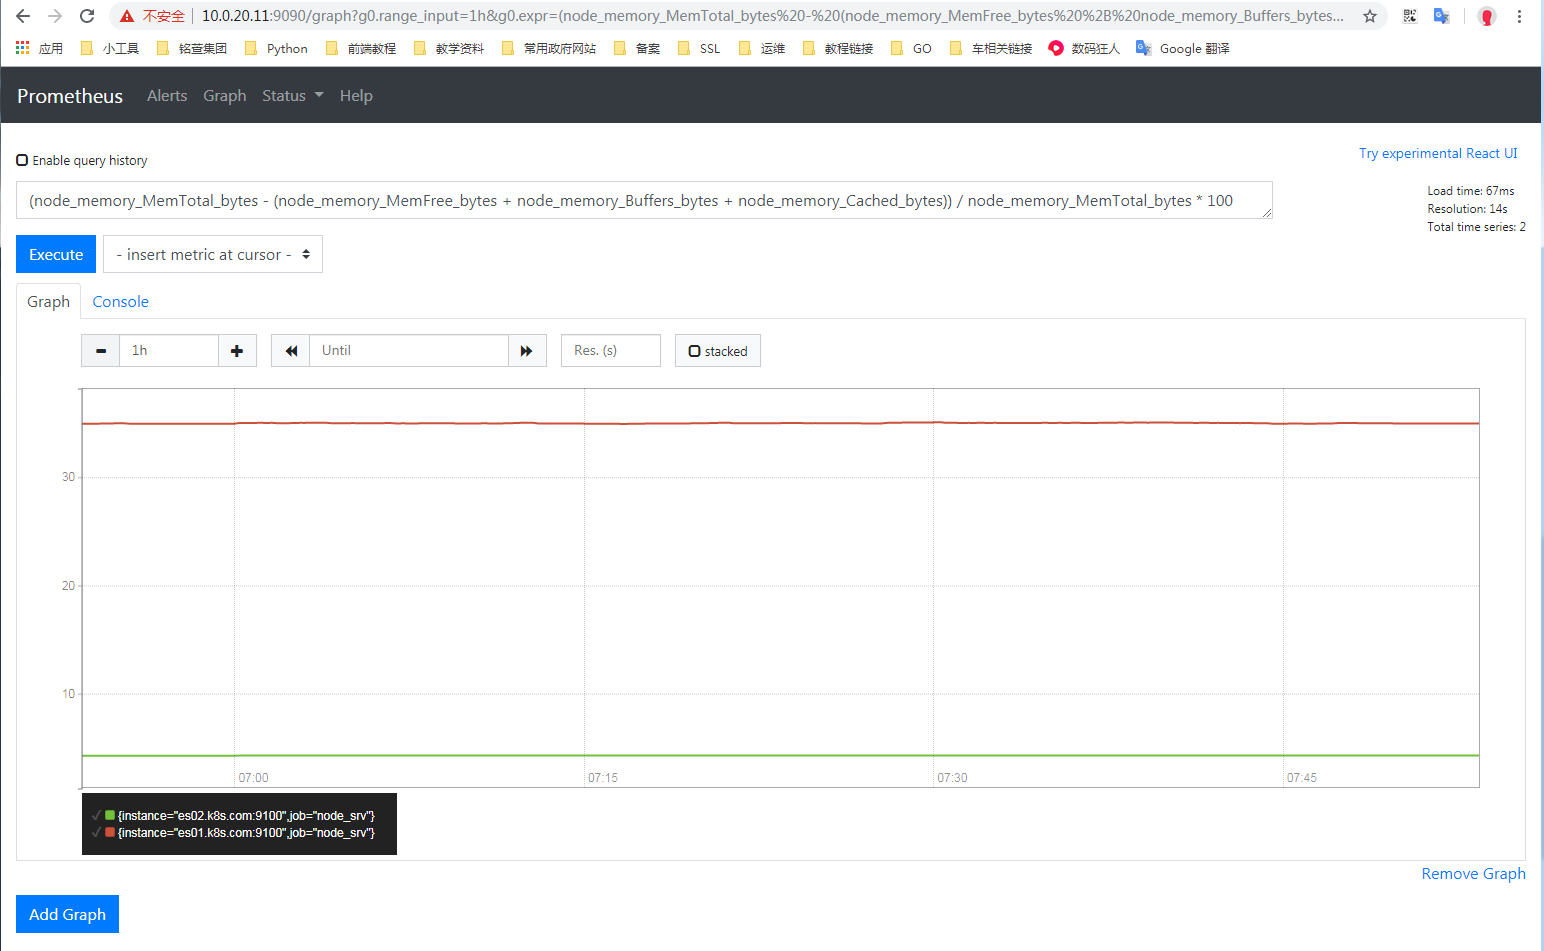 不安全 10.0.20.11:9090/graph?g0.range_input=1h&g0.expr=(node_memory_MemTotal_bytes%20-%20(node_memory_MemFree_bytes%20%2B%20node_memory_Buffers_bytes...
应用 小工具 铭萱集团 Python 前端教程 教学资料 常用政府网站 备案 SSL 运维 教程链接 GO 车相关链接 数码狂人 Google 翻译
Prometheus Alerts Graph Status Help
Enable query history
Try experimental React UI
(node_memory_MemTotal_bytes - (node_memory_MemFree_bytes + node_memory_Buffers_bytes + node_memory_Cached_bytes)) / node_memory_MemTotal_bytes * 100
Load time: 67ms
Resolution: 14s
Total time series: 2
Execute - insert metric at cursor -
Graph Console
1h Until Res. (s) stacked
30
20
10
07:00 07:15 07:30 07:45
{instance="es02.k8s.com:9100",job="node_srv"}
{instance="es01.k8s.com:9100",job="node_srv"}
Remove Graph
Add Graph